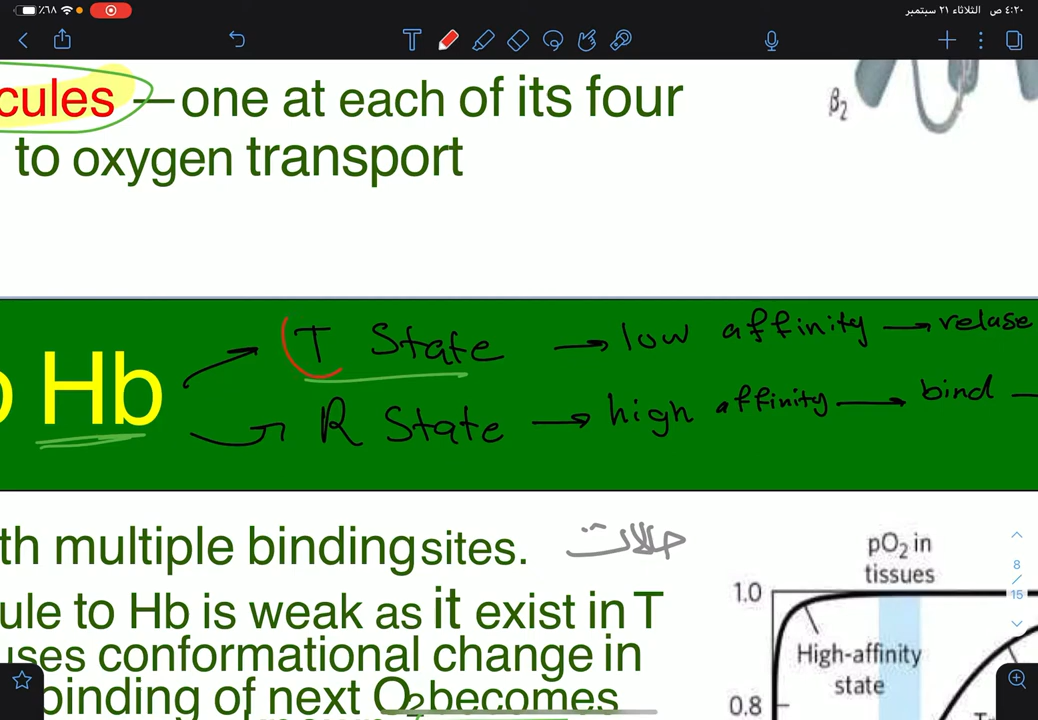 ٪٦٨
٤:٢٠ ص الثلاثاء ٢١ سبتمبر
T
cules —one at each of its four
β2
to oxygen transport
Hb
T State → low affinity → relase
R State → high affinity → bind
th multiple binding sites. حالات
ule to Hb is weak as it exist in T
uses conformational change in
binding of next O2 becomes
known
pO2 in
tissues
1.0
High-affinity
state
0.8
T-
8
/
15